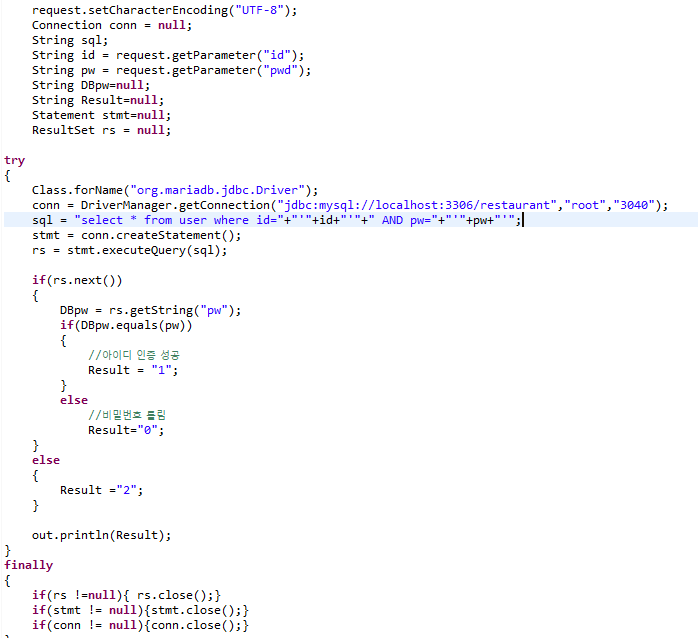 request.setCharacterEncoding("UTF-8");
Connection conn = null;
String sql;
String id = request.getParameter("id");
String pw = request.getParameter("pwd");
String DBpw=null;
String Result=null;
Statement stmt=null;
ResultSet rs = null;
try
{
Class.forName("org.mariadb.jdbc.Driver");
conn = DriverManager.getConnection("jdbc:mysql://localhost:3306/restaurant","root","3040");
sql = "select * from user where id="+"'"+id+"'"+" AND pw="+"'"+pw+"'";
stmt = conn.createStatement();
rs = stmt.executeQuery(sql);
if(rs.next())
{
DBpw = rs.getString("pw");
if(DBpw.equals(pw))
{
//아이디 인증 성공
Result = "1";
}
else
//비밀번호 틀림
Result="0";
}
else
{
Result ="2";
}
out.println(Result);
}
finally
{
if(rs !=null){ rs.close();}
if(stmt != null){stmt.close();}
if(conn != null){conn.close();}